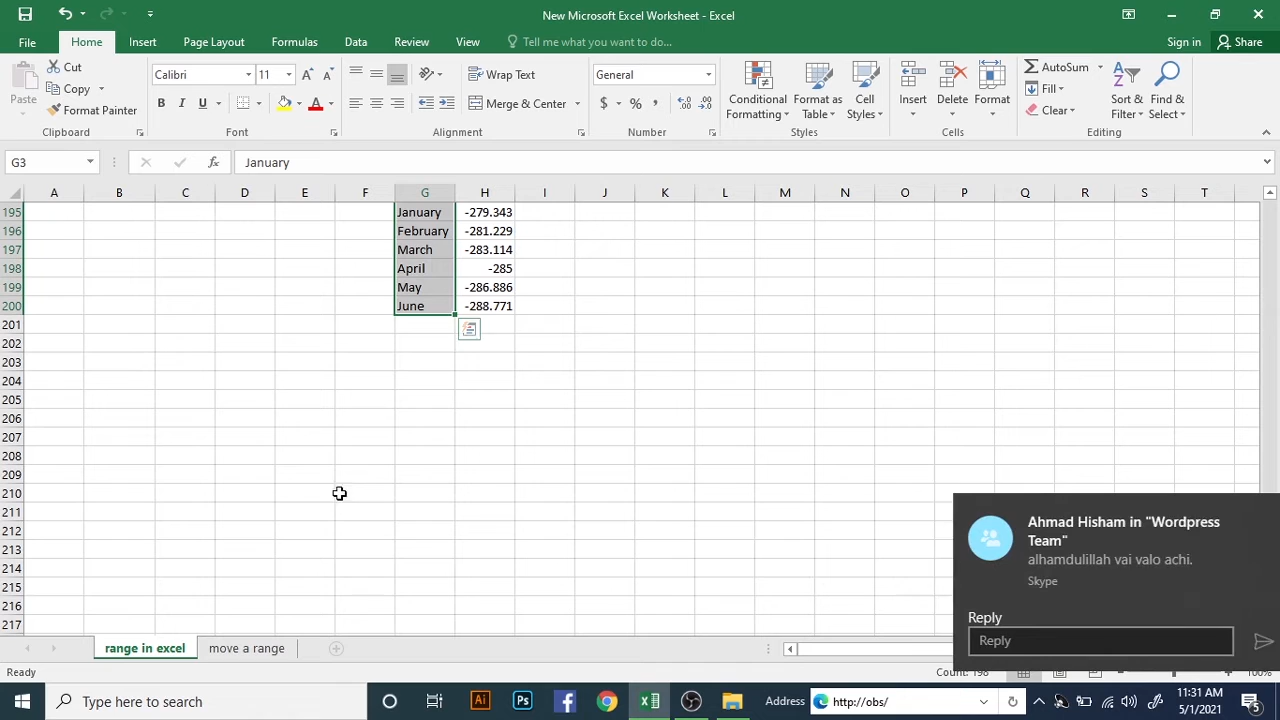 New Microsoft Excel Worksheet - Excel
File Home Insert Page Layout Formulas Data Review View Tell me what you want to do... Sign in Share
Paste
Cut
Copy
Format Painter
Clipboard
Calibri 11
B I U
Font
Wrap Text
Merge & Center
Alignment
General
$ % ,
Number
Conditional Formatting
Format as Table
Cell Styles
Styles
Insert
Delete
Format
Cells
AutoSum
Fill
Clear
Sort & Filter
Find & Select
Editing
G3 fx January
A B C D E F G H I J K L M N O P Q R S T
195 January -279.343
196 February -281.229
197 March -283.114
198 April -285
199 May -286.886
200 June -288.771
201
202
203
204
205
206
207
208
209
210
211
212
213
214
215
216
217
Ahmad Hisham in "Wordpress
Team"
alhamdulillah vai valo achi.
Skype
Reply
Reply
range in excel move a range
Ready Count: 198 100%
Type here to search
Ai
Ps
Address http://obs/
11:31 AM
5/1/2021
5